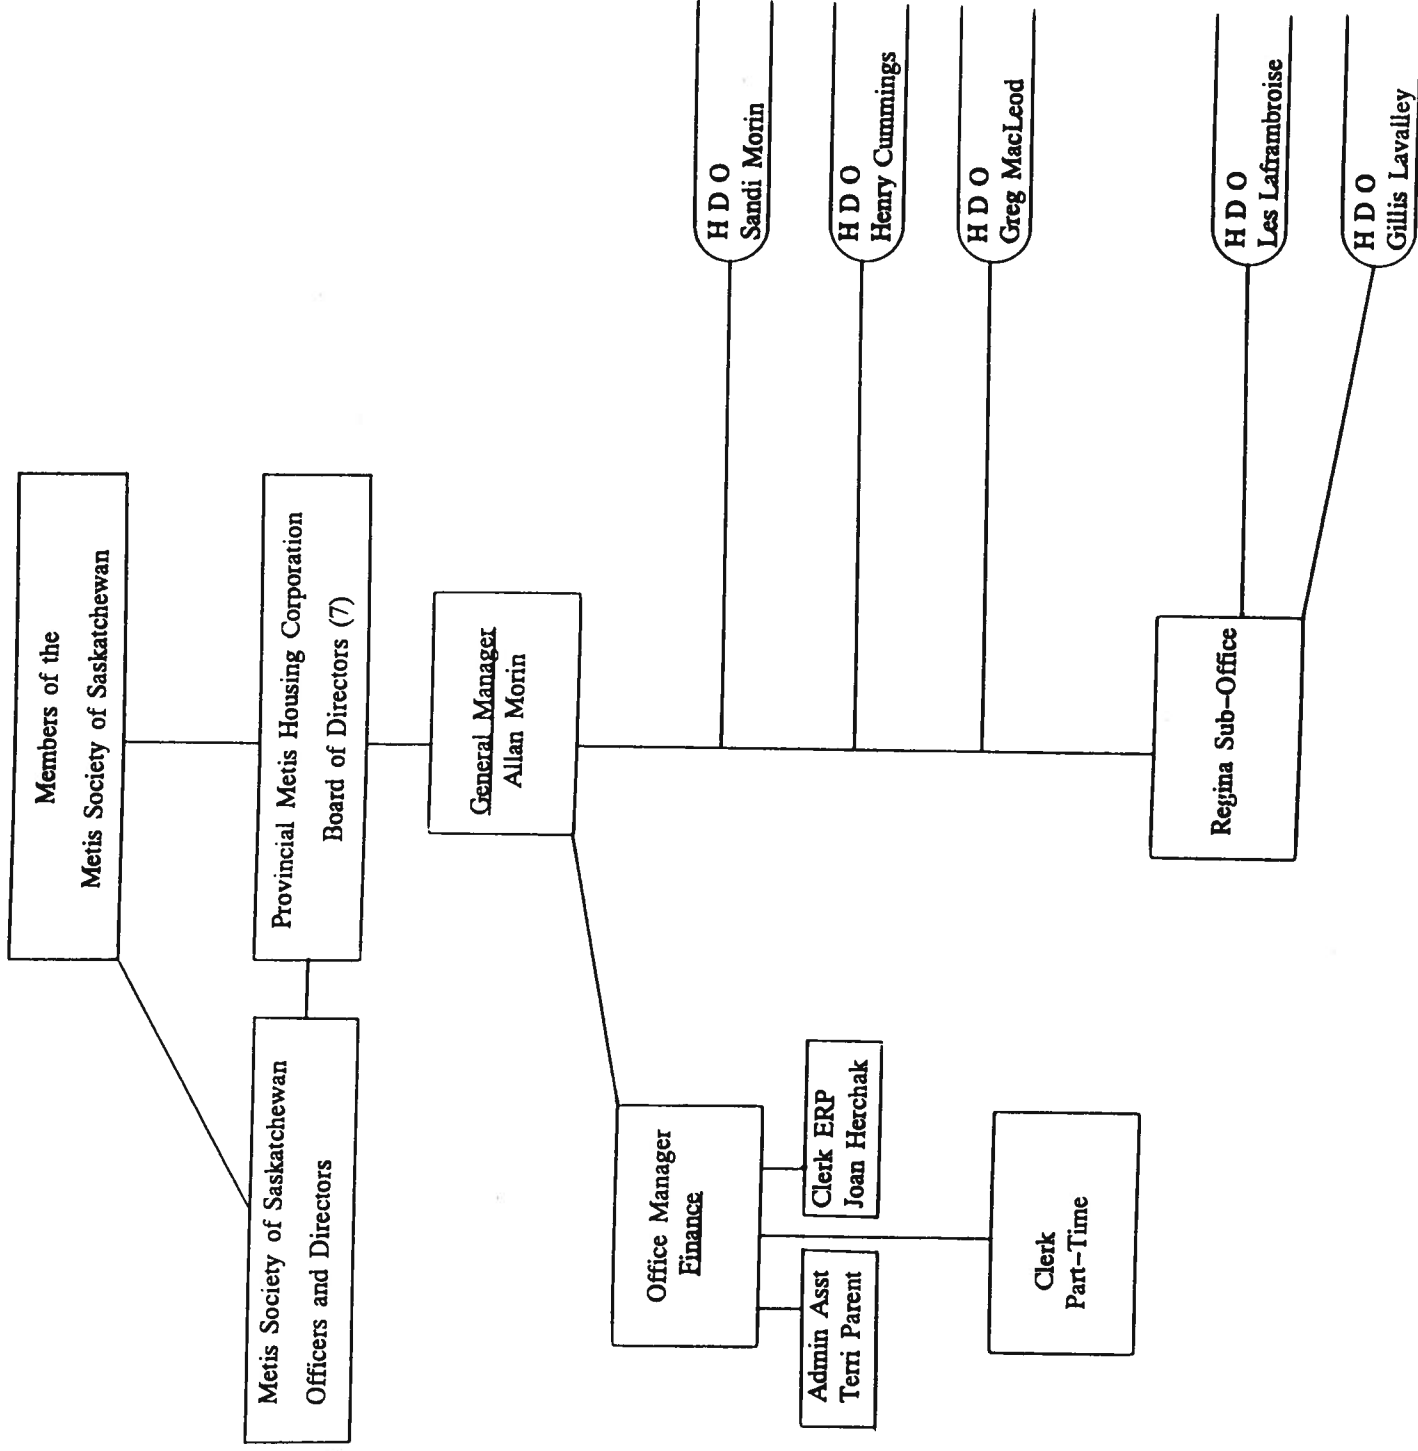 Members of the
Metis Society of Saskatchewan
Metis Society of Saskatchewan
Officers and Directors
Provincial Metis Housing Corporation
Board of Directors (7)
General Manager
Allan Morin
Office Manager
Finance
Admin Asst
Terri Parent
Clerk ERP
Joan Herchak
Clerk
Part-Time
H D O
Sandi Morin
H D O
Henry Cummings
H D O
Greg MacLeod
Regina Sub-Office
H D O
Les Laframboise
H D O
Gillis Lavalley